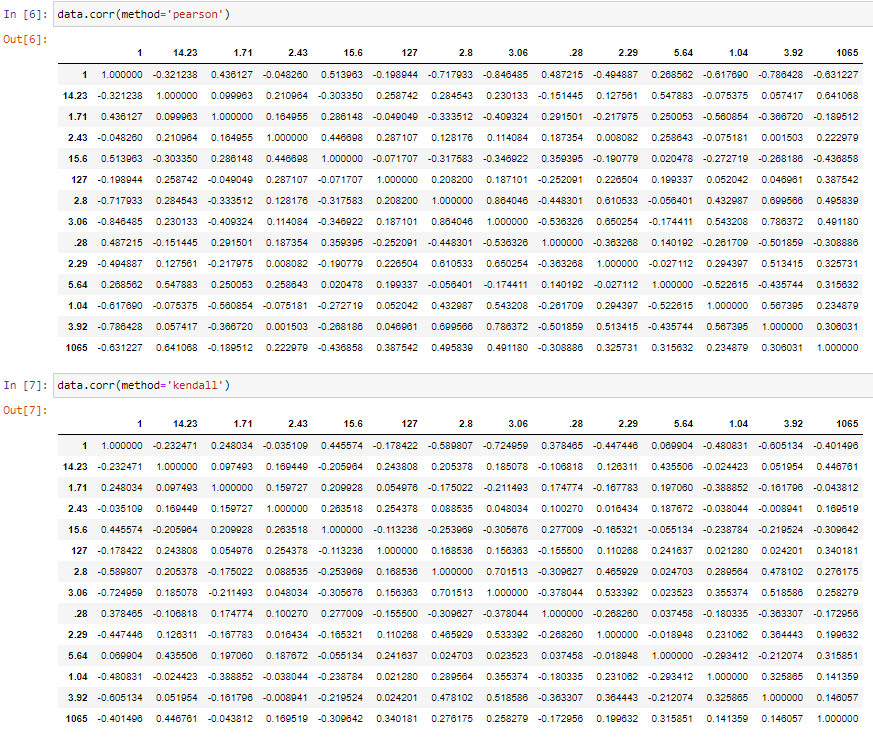 In [6]: data.corr(method='pearson')
Out[6]:
1 14.23 1.71 2.43 15.6 127 2.8 3.06 .28 2.29 5.64 1.04 3.92 1065
1 1.000000 -0.321238 0.436127 -0.048260 0.513963 -0.198944 -0.717933 -0.846485 0.487215 -0.494887 0.268562 -0.617690 -0.786428 -0.631227
14.23 -0.321238 1.000000 0.099963 0.210964 -0.303350 0.258742 0.284543 0.230133 -0.151445 0.127561 0.547883 -0.075375 0.057417 0.641068
1.71 0.436127 0.099963 1.000000 0.164955 0.286148 -0.049049 -0.333512 -0.409324 0.291501 -0.217975 0.250053 -0.560854 -0.366720 -0.189512
2.43 -0.048260 0.210964 0.164955 1.000000 0.446698 0.287107 0.128176 0.114084 0.187354 0.008082 0.258643 -0.075181 0.001503 0.222979
15.6 0.513963 -0.303350 0.286148 0.446698 1.000000 -0.071707 -0.317583 -0.346922 0.359395 -0.190779 0.020478 -0.272719 -0.268186 -0.436858
127 -0.198944 0.258742 -0.049049 0.287107 -0.071707 1.000000 0.208200 0.187101 -0.252091 0.226504 0.199337 0.052042 0.046961 0.387542
2.8 -0.717933 0.284543 -0.333512 0.128176 -0.317583 0.208200 1.000000 0.864046 -0.448301 0.610533 -0.056401 0.432987 0.699566 0.495839
3.06 -0.846485 0.230133 -0.409324 0.114084 -0.346922 0.187101 0.864046 1.000000 -0.536326 0.650254 -0.174411 0.543208 0.786372 0.491180
.28 0.487215 -0.151445 0.291501 0.187354 0.359395 -0.252091 -0.448301 -0.536326 1.000000 -0.363268 0.140192 -0.261709 -0.501859 -0.308886
2.29 -0.494887 0.127561 -0.217975 0.008082 -0.190779 0.226504 0.610533 0.650254 -0.363268 1.000000 -0.027112 0.294397 0.513415 0.325731
5.64 0.268562 0.547883 0.250053 0.258643 0.020478 0.199337 -0.056401 -0.174411 0.140192 -0.027112 1.000000 -0.522615 -0.435744 0.315632
1.04 -0.617690 -0.075375 -0.560854 -0.075181 -0.272719 0.052042 0.432987 0.543208 -0.261709 0.294397 -0.522615 1.000000 0.567395 0.234879
3.92 -0.786428 0.057417 -0.366720 0.001503 -0.268186 0.046961 0.699566 0.786372 -0.501859 0.513415 -0.435744 0.567395 1.000000 0.306031
1065 -0.631227 0.641068 -0.189512 0.222979 -0.436858 0.387542 0.495839 0.491180 -0.308886 0.325731 0.315632 0.234879 0.306031 1.000000
In [7]: data.corr(method='kendall')
Out[7]:
1 14.23 1.71 2.43 15.6 127 2.8 3.06 .28 2.29 5.64 1.04 3.92 1065
1 1.000000 -0.232471 0.248034 -0.035109 0.445574 -0.178422 -0.589807 -0.724959 0.378465 -0.447446 0.069904 -0.480831 -0.605134 -0.401496
14.23 -0.232471 1.000000 0.097493 0.169449 -0.205964 0.243808 0.205378 0.185078 -0.106818 0.126311 0.435506 -0.024423 0.051954 0.446761
1.71 0.248034 0.097493 1.000000 0.159727 0.209928 0.054976 -0.175022 -0.211493 0.174774 -0.167783 0.197060 -0.388852 -0.161796 -0.043812
2.43 -0.035109 0.169449 0.159727 1.000000 0.263518 0.254378 0.088535 0.048034 0.100270 0.016434 0.187672 -0.038044 -0.008941 0.169519
15.6 0.445574 -0.205964 0.209928 0.263518 1.000000 -0.113236 -0.253969 -0.305676 0.277009 -0.165321 -0.055134 -0.238784 -0.219524 -0.309642
127 -0.178422 0.243808 0.054976 0.254378 -0.113236 1.000000 0.168536 0.156363 -0.155500 0.110268 0.241637 0.021280 0.024201 0.340181
2.8 -0.589807 0.205378 -0.175022 0.088535 -0.253969 0.168536 1.000000 0.701513 -0.309627 0.465929 0.024703 0.289564 0.478102 0.276175
3.06 -0.724959 0.185078 -0.211493 0.048034 -0.305676 0.156363 0.701513 1.000000 -0.378044 0.533392 0.023523 0.355374 0.518586 0.258279
.28 0.378465 -0.106818 0.174774 0.100270 0.277009 -0.155500 -0.309627 -0.378044 1.000000 -0.268260 0.037458 -0.180335 -0.363307 -0.172956
2.29 -0.447446 0.126311 -0.167783 0.016434 -0.165321 0.110268 0.465929 0.533392 -0.268260 1.000000 -0.018948 0.231062 0.364443 0.199632
5.64 0.069904 0.435506 0.197060 0.187672 -0.055134 0.241637 0.024703 0.023523 0.037458 -0.018948 1.000000 -0.293412 -0.212074 0.315851
1.04 -0.480831 -0.024423 -0.388852 -0.038044 -0.238784 0.021280 0.289564 0.355374 -0.180335 0.231062 -0.293412 1.000000 0.325865 0.141359
3.92 -0.605134 0.051954 -0.161796 -0.008941 -0.219524 0.024201 0.478102 0.518586 -0.363307 0.364443 -0.212074 0.325865 1.000000 0.146057
1065 -0.401496 0.446761 -0.043812 0.169519 -0.309642 0.340181 0.276175 0.258279 -0.172956 0.199632 0.315851 0.141359 0.146057 1.000000